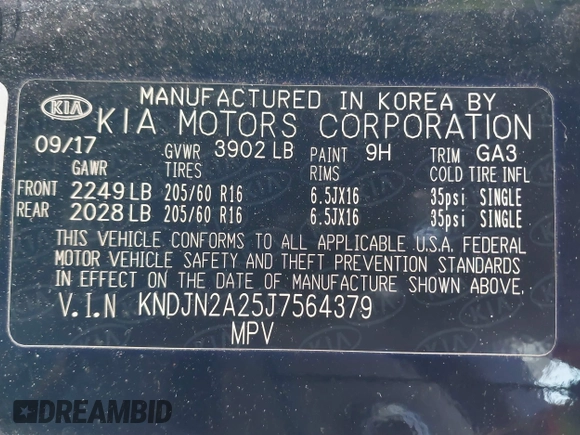 MANUFACTURED IN KOREA BY
KIA KIA MOTORS CORPORATION
09/17 GVWR 3902 LB PAINT 9H TRIM GA3
GAWR TIRES RIMS COLD TIRE INFL
FRONT 2249 LB 205/60 R16 6.5JX16 35psi SINGLE
REAR 2028 LB 205/60 R16 6.5JX16 35psi SINGLE
THIS VEHICLE CONFORMS TO ALL APPLICABLE U.S.A. FEDERAL
MOTOR VEHICLE SAFETY AND THEFT PREVENTION STANDARDS
IN EFFECT ON THE DATE OF MANUFACTURE SHOWN ABOVE.
V.I.N KNDJN2A25J7564379
MPV
DREAMBID